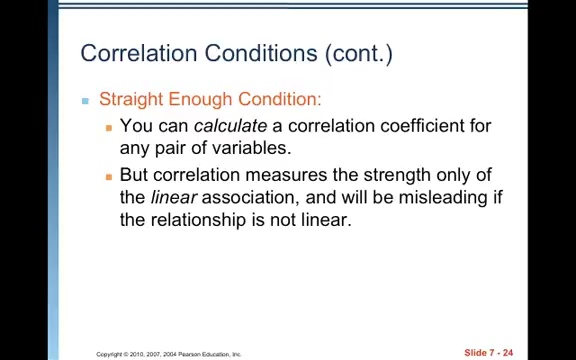 Correlation Conditions (cont.)
Straight Enough Condition:
You can calculate a correlation coefficient for
any pair of variables.
But correlation measures the strength only of
the linear association, and will be misleading if
the relationship is not linear.
Copyright © 2010, 2007, 2004 Pearson Education, Inc.
Slide 7 - 24